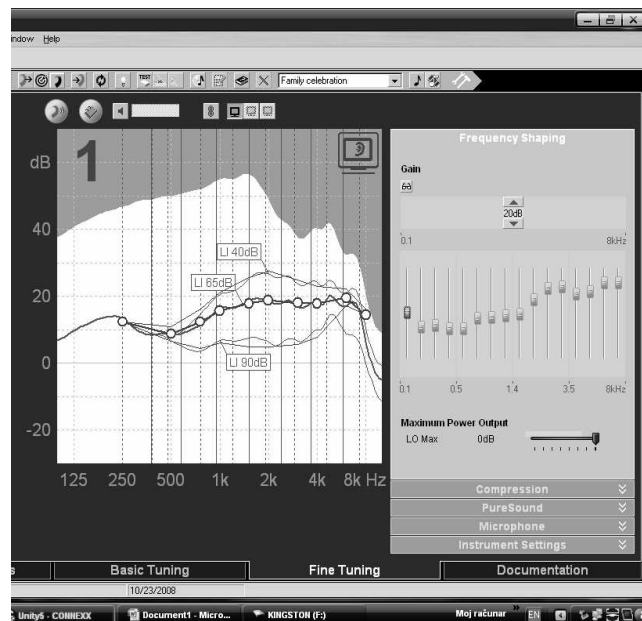 ndow Help
TEST Family celebration
dB 1
40
20
0
-20
LI 40dB
LI 65dB
LI 90dB
125 250 500 1k 2k 4k 8k Hz
Frequency Shaping
Gain
20dB
0.1 8kHz
0.1 0.5 1.4 3.5 8kHz
Maximum Power Output
LO Max 0dB
Compression
PureSound
Microphone
Instrument Settings
s Basic Tuning Fine Tuning Documentation
10/23/2008
Unity5 - CONNEXX Document1 - Micro... KINGSTON (F:) Moj računar » EN